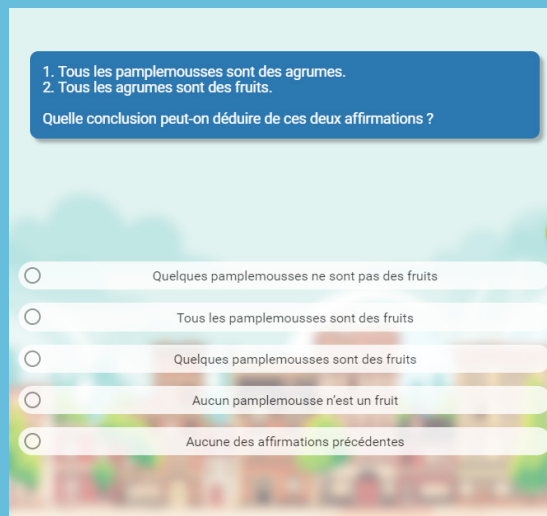 1. Tous les pamplemousses sont des agrumes.
2. Tous les agrumes sont des fruits.
Quelle conclusion peut-on déduire de ces deux affirmations ?
Quelques pamplemousses ne sont pas des fruits
Tous les pamplemousses sont des fruits
Quelques pamplemousses sont des fruits
Aucun pamplemousse n'est un fruit
Aucune des affirmations précédentes